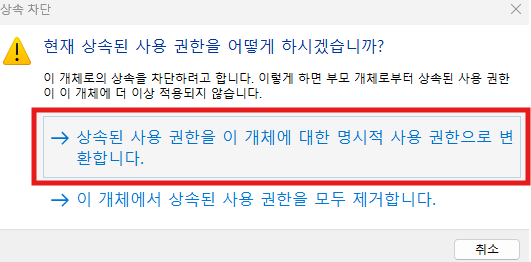 상속 차단
현재 상속된 사용 권한을 어떻게 하시겠습니까?
이 개체로의 상속을 차단하려고 합니다. 이렇게 하면 부모 개체로부터 상속된 사용 권한
이 이 개체에 더 이상 적용되지 않습니다.
상속된 사용 권한을 이 개체에 대한 명시적 사용 권한으로 변
환합니다.
이 개체에서 상속된 사용 권한을 모두 제거합니다.
취소